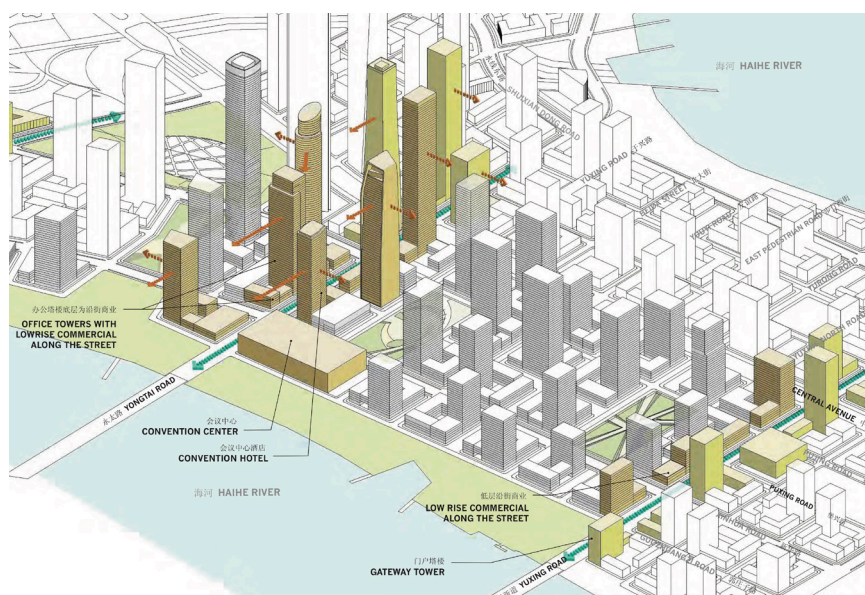 海河 HAIHE RIVER
SHUXIAN DONG ROAD
YUXING ROAD
BEIDA STREET
EAST PEDESTRIAN ROAD
办公塔楼底层为沿街商业
OFFICE TOWERS WITH
LOWRISE COMMERCIAL
ALONG THE STREET
永太路 YONGTAI ROAD
会议中心
CONVENTION CENTER
会议中心酒店
CONVENTION HOTEL
海河 HAIHE RIVER
CENTRAL AVENUE
低层沿街商业
LOW RISE COMMERCIAL
ALONG THE STREET
PUXING ROAD
XINHUA ROAD
门户塔楼
GATEWAY TOWER
YUXING ROAD